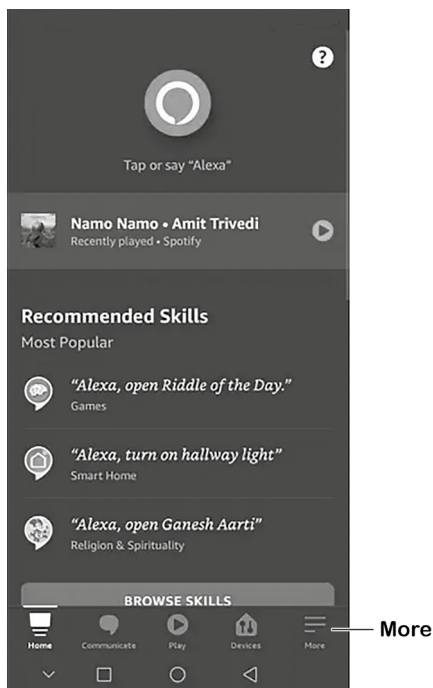 ?
Tap or say “Alexa”
Namo Namo • Amit Trivedi
Recently played • Spotify
Recommended Skills
Most Popular
“Alexa, open Riddle of the Day.”
Games
“Alexa, turn on hallway light”
Smart Home
“Alexa, open Ganesh Aarti”
Religion & Spirituality
BROWSE SKILLS
Home Communicate Play Devices More
More